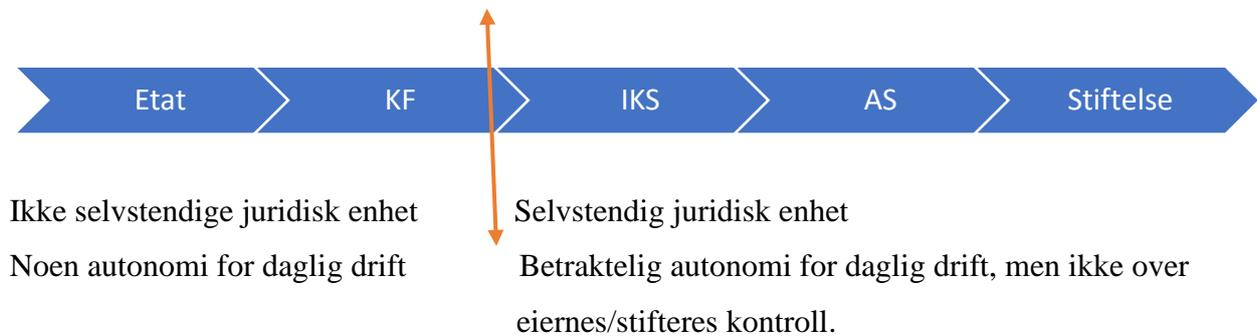 Etat KF IKS AS Stiftelse
Ikke selvstendige juridisk enhet
Noen autonomi for daglig drift
Selvstendig juridisk enhet
Betraktelig autonomi for daglig drift, men ikke over
eiernes/stifteres kontroll.